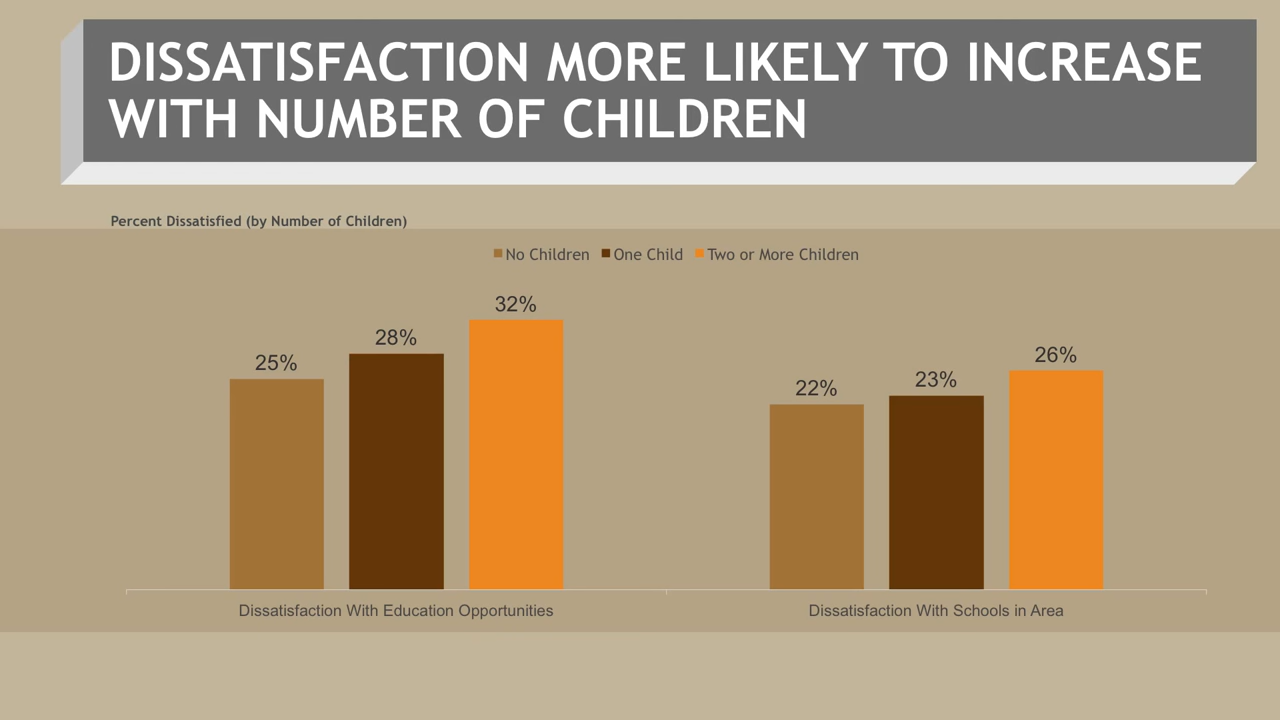 DISSATISFACTION MORE LIKELY TO INCREASE
WITH NUMBER OF CHILDREN
Percent Dissatisfied (by Number of Children)
No Children One Child Two or More Children
25%
28%
32%
22%
23%
26%
Dissatisfaction With Education Opportunities
Dissatisfaction With Schools in Area